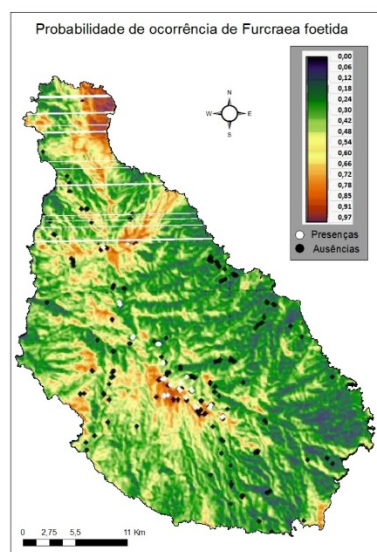 Probabilidade de ocorrência de Furcraea foetida
N
W E
S
0,00
0,06
0,12
0,18
0,24
0,30
0,36
0,42
0,48
0,54
0,60
0,66
0,72
0,78
0,85
0,91
0,97
Presenças
Ausências
0 2,75 5,5 11 Km